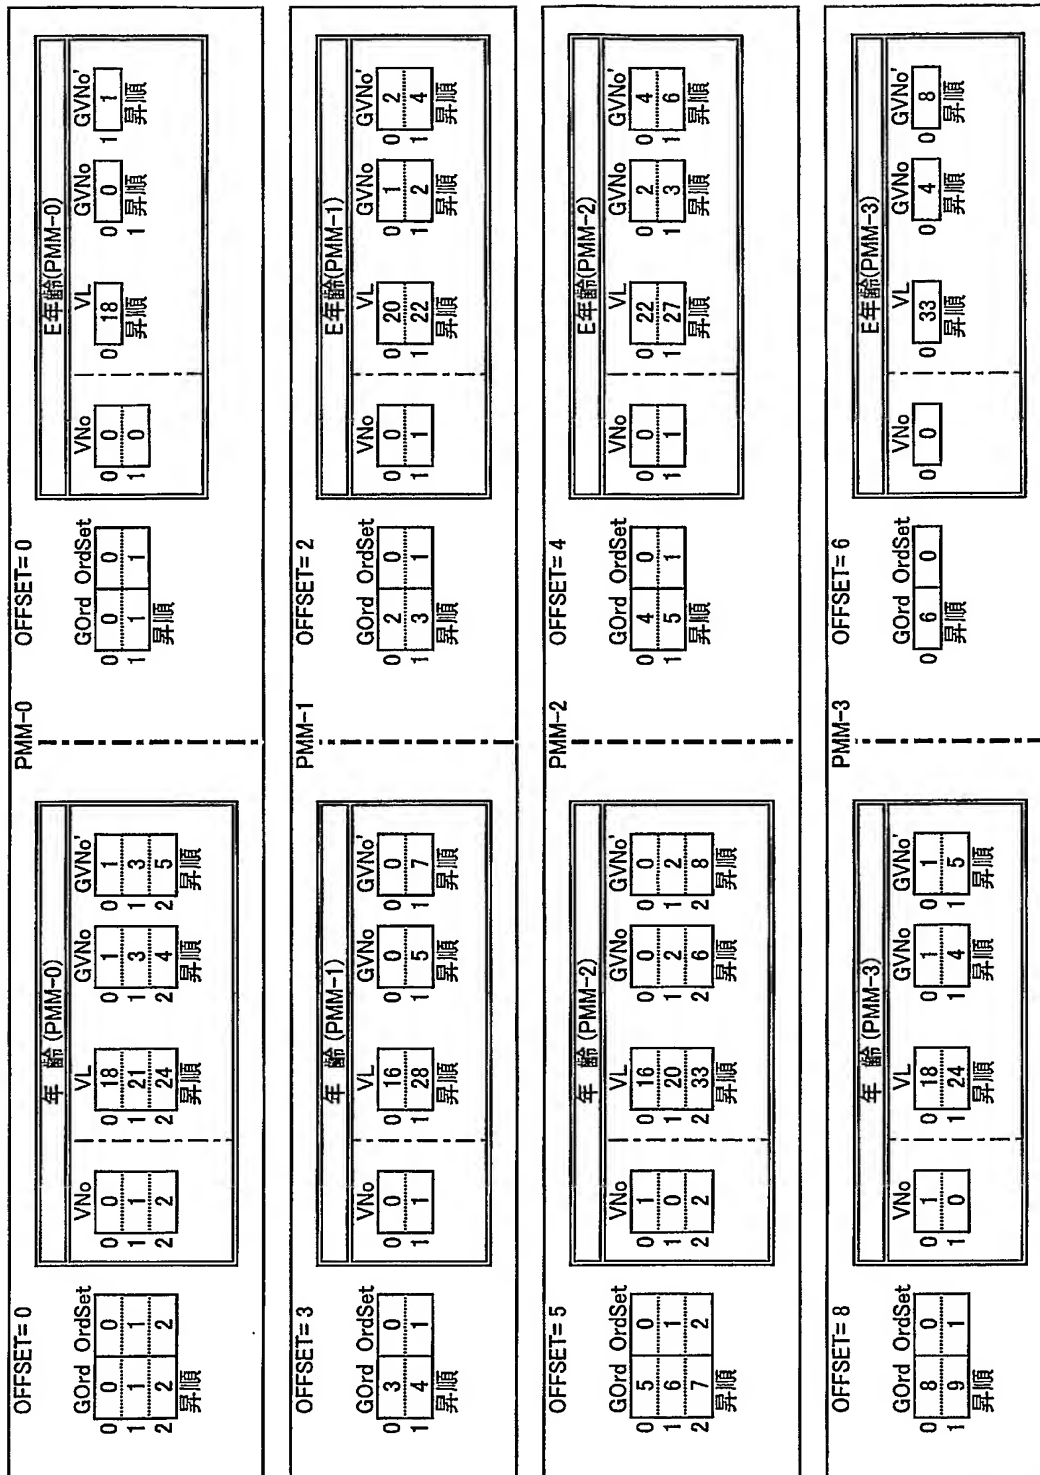 PMM-0
OFFSET= 0
GOrd OrdSet
0 0 0
1 1 1
2 2 2
昇順
年 齢 (PMM-0)
VNo VL GVNo GVNo'
0 0 0 18 0 1 0 1
1 1 1 21 1 3 1 3
2 2 2 24 2 4 2 5
昇順 昇順 昇順
OFFSET= 0
GOrd OrdSet
0 0 0
1 1 1
昇順
E年齢(PMM-0)
VNo VL GVNo GVNo'
0 0 0 18 0 0 1 1
1 0 1
昇順 昇順 昇順
PMM-1
OFFSET= 3
GOrd OrdSet
0 3 0
1 4 1
昇順
年 齢 (PMM-1)
VNo VL GVNo GVNo'
0 0 0 16 0 0 0 0
1 1 1 28 1 5 1 7
昇順 昇順 昇順
OFFSET= 2
GOrd OrdSet
0 2 0
1 3 1
昇順
E年齢(PMM-1)
VNo VL GVNo GVNo'
0 0 0 20 0 1 0 2
1 1 1 22 1 2 1 4
昇順 昇順 昇順
PMM-2
OFFSET= 5
GOrd OrdSet
0 5 0
1 6 1
2 7 2
昇順
年 齢 (PMM-2)
VNo VL GVNo GVNo'
0 1 0 16 0 0 0 0
1 0 1 20 1 2 1 2
2 2 2 33 2 6 2 8
昇順 昇順 昇順
OFFSET= 4
GOrd OrdSet
0 4 0
1 5 1
昇順
E年齢(PMM-2)
VNo VL GVNo GVNo'
0 0 0 22 0 2 0 4
1 1 1 27 1 3 1 6
昇順 昇順 昇順
PMM-3
OFFSET= 8
GOrd OrdSet
0 8 0
1 9 1
昇順
年 齢 (PMM-3)
VNo VL GVNo GVNo'
0 1 0 18 0 1 0 1
1 0 1 24 1 4 1 5
昇順 昇順 昇順
OFFSET= 6
GOrd OrdSet
0 6 0
昇順
E年齢(PMM-3)
VNo VL GVNo GVNo'
0 0 0 33 0 4 0 8
昇順 昇順 昇順